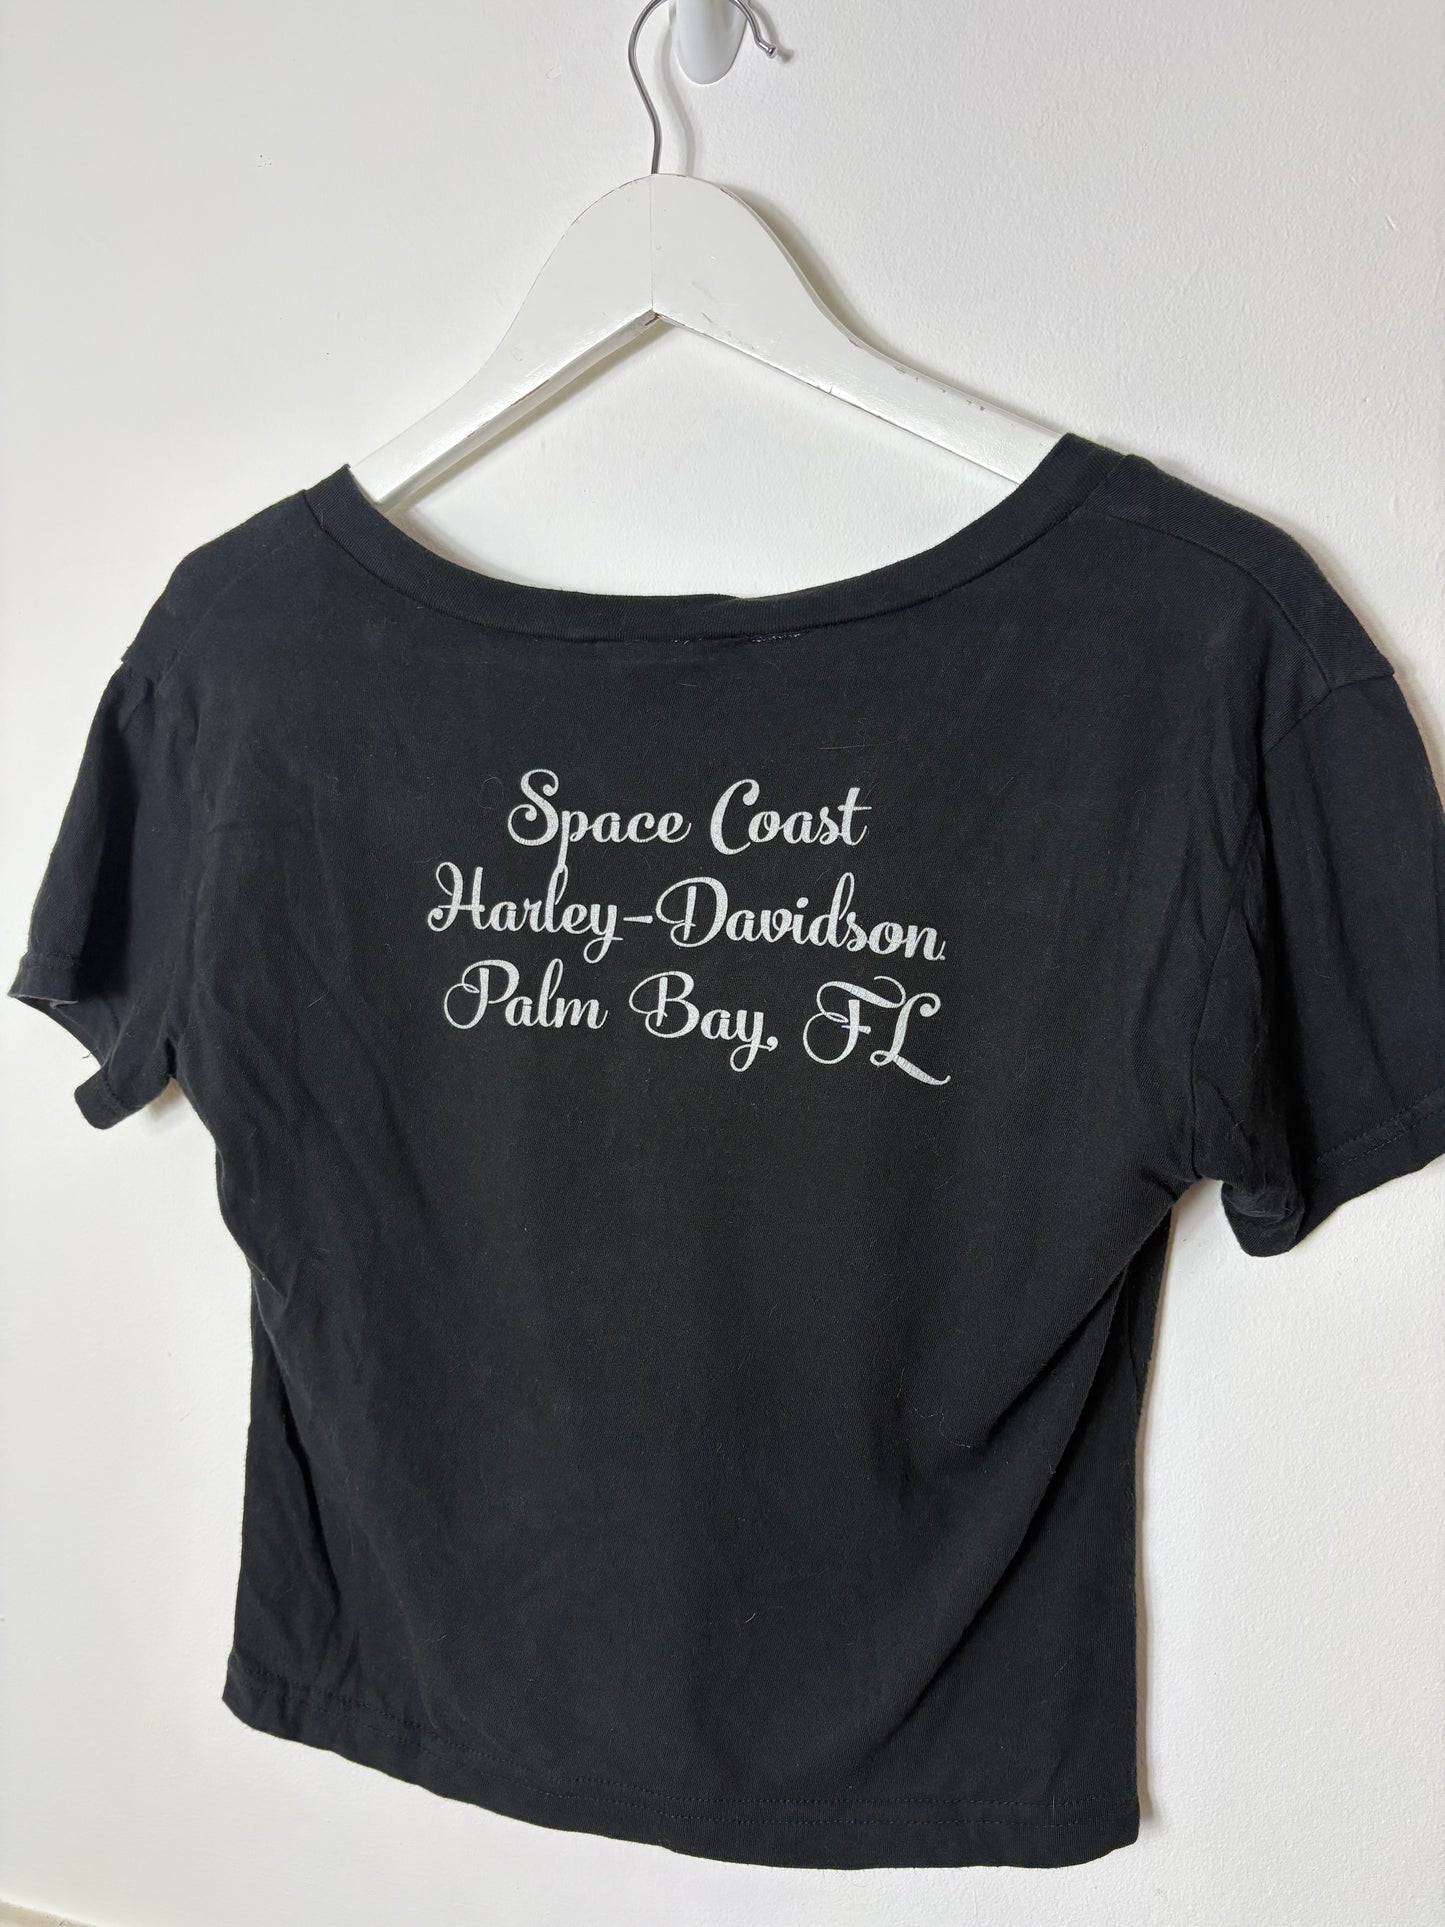 Space Coast
Harley-Davidson
Palm Bay, FL